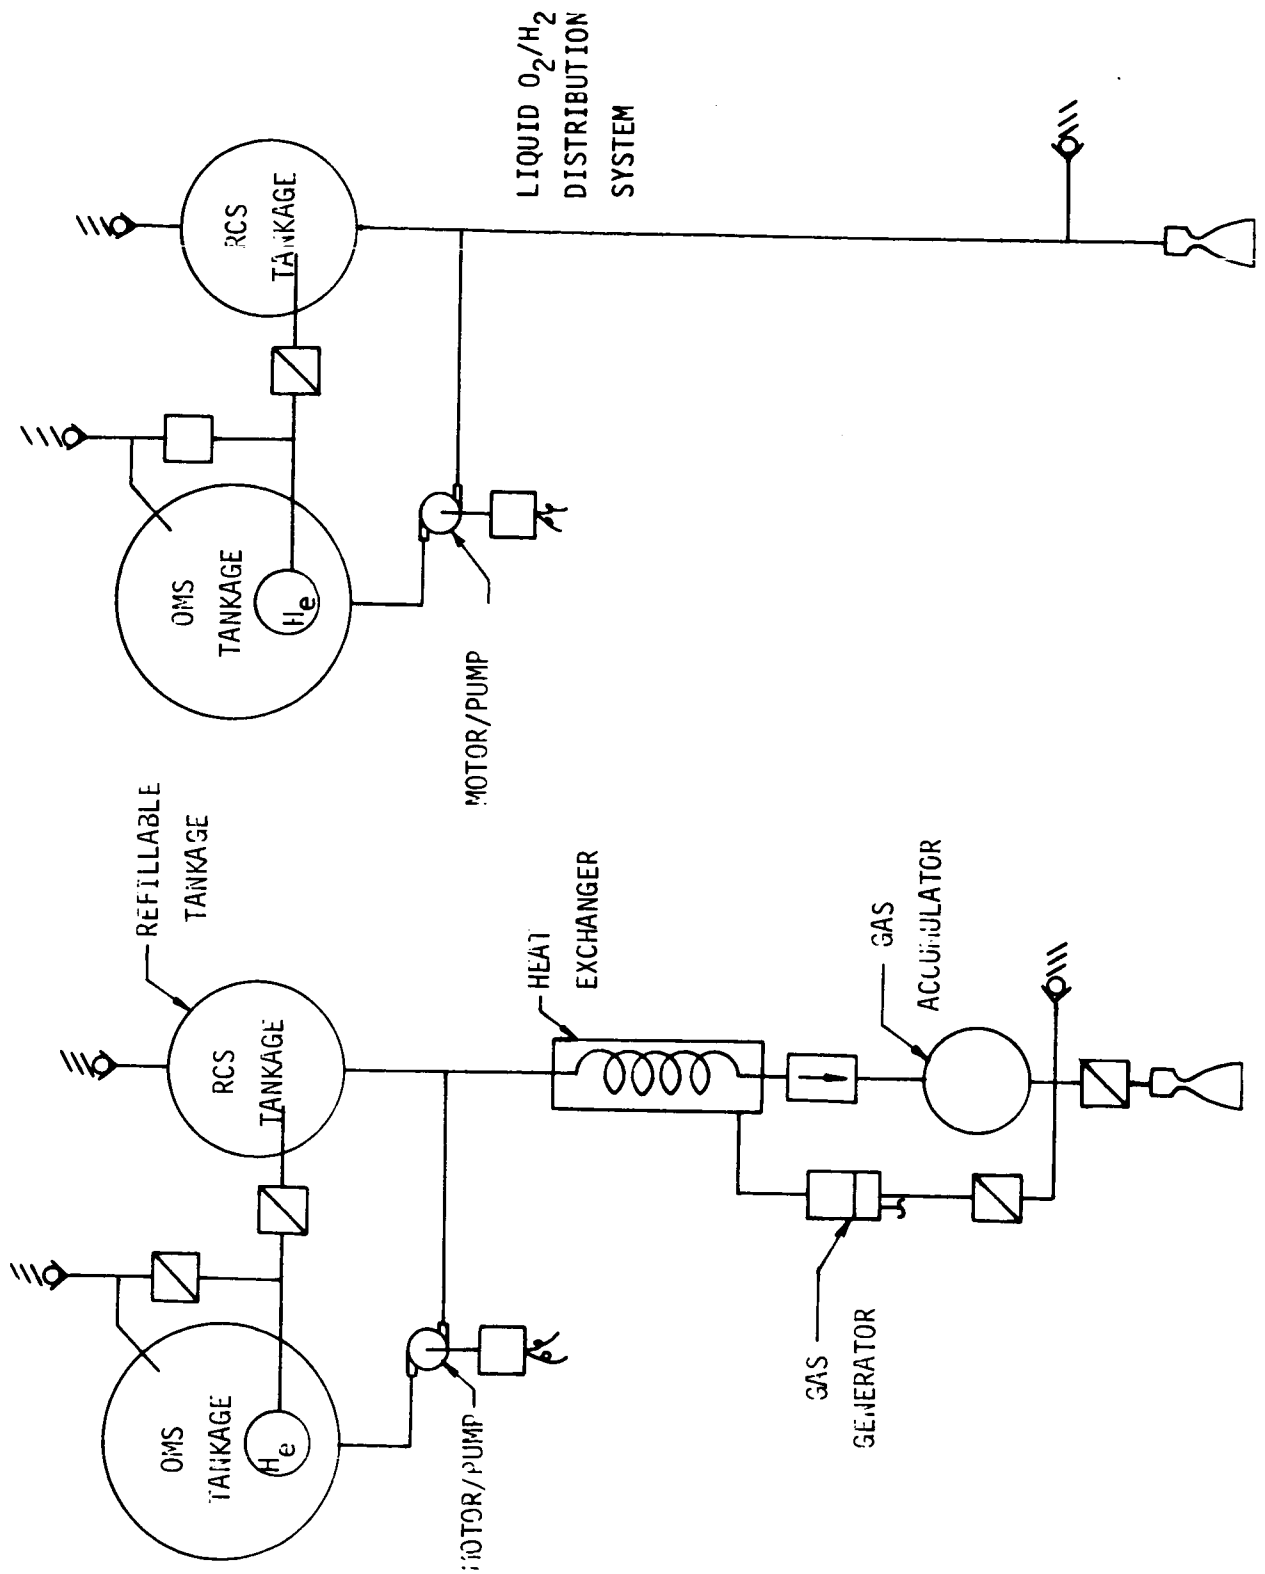 OMS
TANKAGE
He
RCS
TANKAGE
REFILLABLE
TANKAGE
MOTOR/PUMP
HEAT
EXCHANGER
GAS
GENERATOR
GAS
ACCUMULATOR
OMS
TANKAGE
He
RCS
TANKAGE
MOTOR/PUMP
LIQUID O2/H2
DISTRIBUTION
SYSTEM